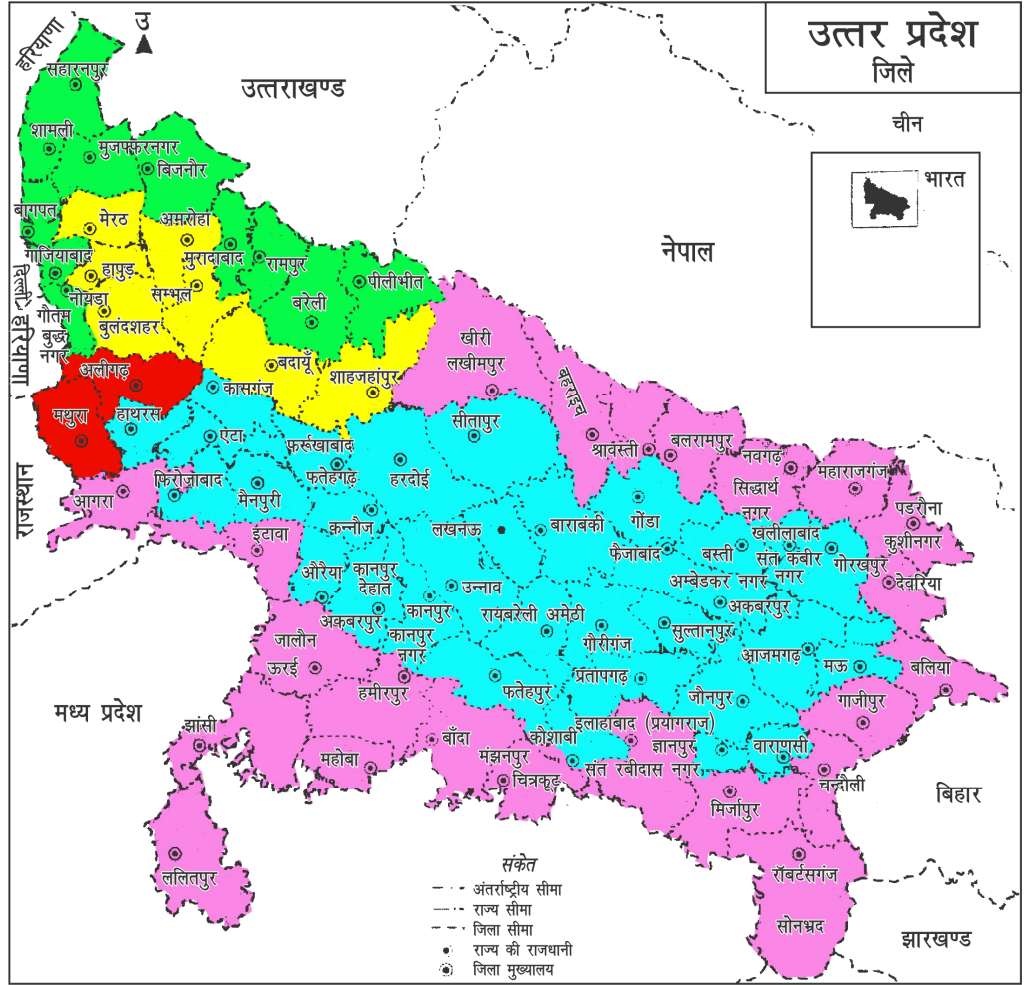 उत्तर प्रदेश
जिले
उ
हरियाणा
सहारनपुर
उत्तराखण्ड
चीन
शामली
मुजफ्फरनगर
बिजनौर
भारत
बागपत
मेरठ
अमरोहा
नेपाल
गाजियाबाद
हापुड़
मुरादाबाद
रामपुर
पीलीभीत
दिल्ली, हरियाणा
नोयडा
सम्भल
बरेली
गौतम
बुद्ध
नगर
बुलंदशहर
खीरी
लखीमपुर
अलीगढ़
कासगंज
बदायूँ
शाहजहांपुर
बहराइच
मथुरा
हाथरस
एटा
फ़र्रूखाबाद
फतेहगढ़
हरदोई
सीतापुर
श्रावस्ती
बलरामपुर
नवगढ़
सिद्धार्थ
नगर
महाराजगंज
राजस्थान
आगरा
फिरोज़ाबाद
मैनपुरी
पडरौना
कुशीनगर
इटावा
कन्नौज
लखनऊ
बाराबंकी
गोंडा
फैजाबाद
बस्ती
खलीलाबाद
संत कबीर
नगर
गोरखपुर
देवरिया
औरैया
कानपुर
देहात
अकबरपुर
उन्नाव
कानपुर
कानपुर
नगर
रायबरेली
अमेठी
गौरीगंज
अम्बेडकर नगर
अकबरपुर
सुल्तानपुर
जालौन
ऊरई
हमीरपुर
फतेहपुर
प्रतापगढ़
आजमगढ़
मऊ
बलिया
मध्य प्रदेश
झांसी
महोबा
बाँदा
कौशाबी
मंझनपुर
चित्रकूट
इलाहाबाद (प्रयागराज)
जौनपुर
ज्ञानपुर
संत रबीदास नगर
वाराणसी
गाजीपुर
चन्दौली
मिर्जापुर
बिहार
ललितपुर
रॉबर्टसगंज
सोनभ्रद
झारखण्ड
संकेत
अंतर्राष्ट्रीय सीमा
राज्य सीमा
जिला सीमा
राज्य की राजधानी
जिला मुख्यालय